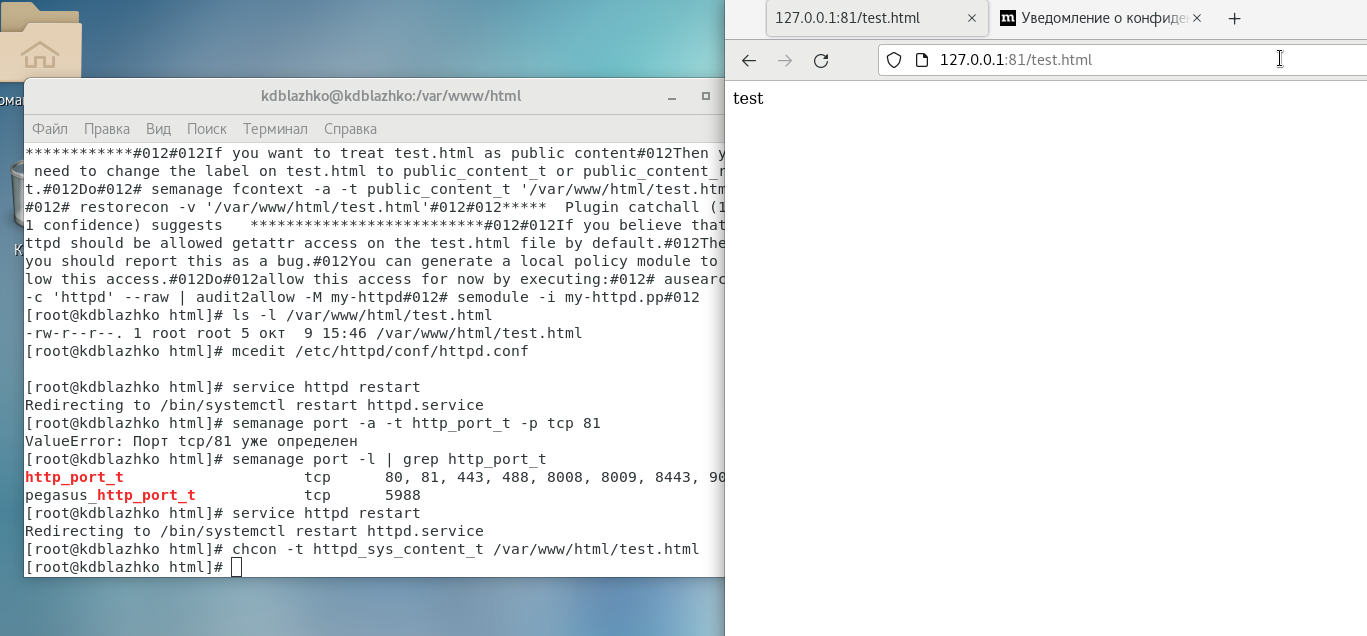 ома
К
kdblazhko@kdblazhko:/var/www/html
Файл Правка Вид Поиск Терминал Справка
************#012#012If you want to treat test.html as public content#012Then y
 need to change the label on test.html to public_content_t or public_content_r
t.#012Do#012# semanage fcontext -a -t public_content_t '/var/www/html/test.htm
#012# restorecon -v '/var/www/html/test.html'#012#012*****  Plugin catchall (1
1 confidence) suggests   **************************#012#012If you believe that
ttpd should be allowed getattr access on the test.html file by default.#012The
you should report this as a bug.#012You can generate a local policy module to
low this access.#012Do#012allow this access for now by executing:#012# ausearc
-c 'httpd' --raw | audit2allow -M my-httpd#012# semodule -i my-httpd.pp#012
[root@kdblazhko html]# ls -l /var/www/html/test.html
-rw-r--r--. 1 root root 5 окт  9 15:46 /var/www/html/test.html
[root@kdblazhko html]# mcedit /etc/httpd/conf/httpd.conf
[root@kdblazhko html]# service httpd restart
Redirecting to /bin/systemctl restart httpd.service
[root@kdblazhko html]# semanage port -a -t http_port_t -p tcp 81
ValueError: Порт tcp/81 уже определен
[root@kdblazhko html]# semanage port -l | grep http_port_t
http_port_t                    tcp      80, 81, 443, 488, 8008, 8009, 8443, 90
pegasus_http_port_t            tcp      5988
[root@kdblazhko html]# service httpd restart
Redirecting to /bin/systemctl restart httpd.service
[root@kdblazhko html]# chcon -t httpd_sys_content_t /var/www/html/test.html
[root@kdblazhko html]#
127.0.0.1:81/test.html
m Уведомление о конфиде
127.0.0.1:81/test.html
test